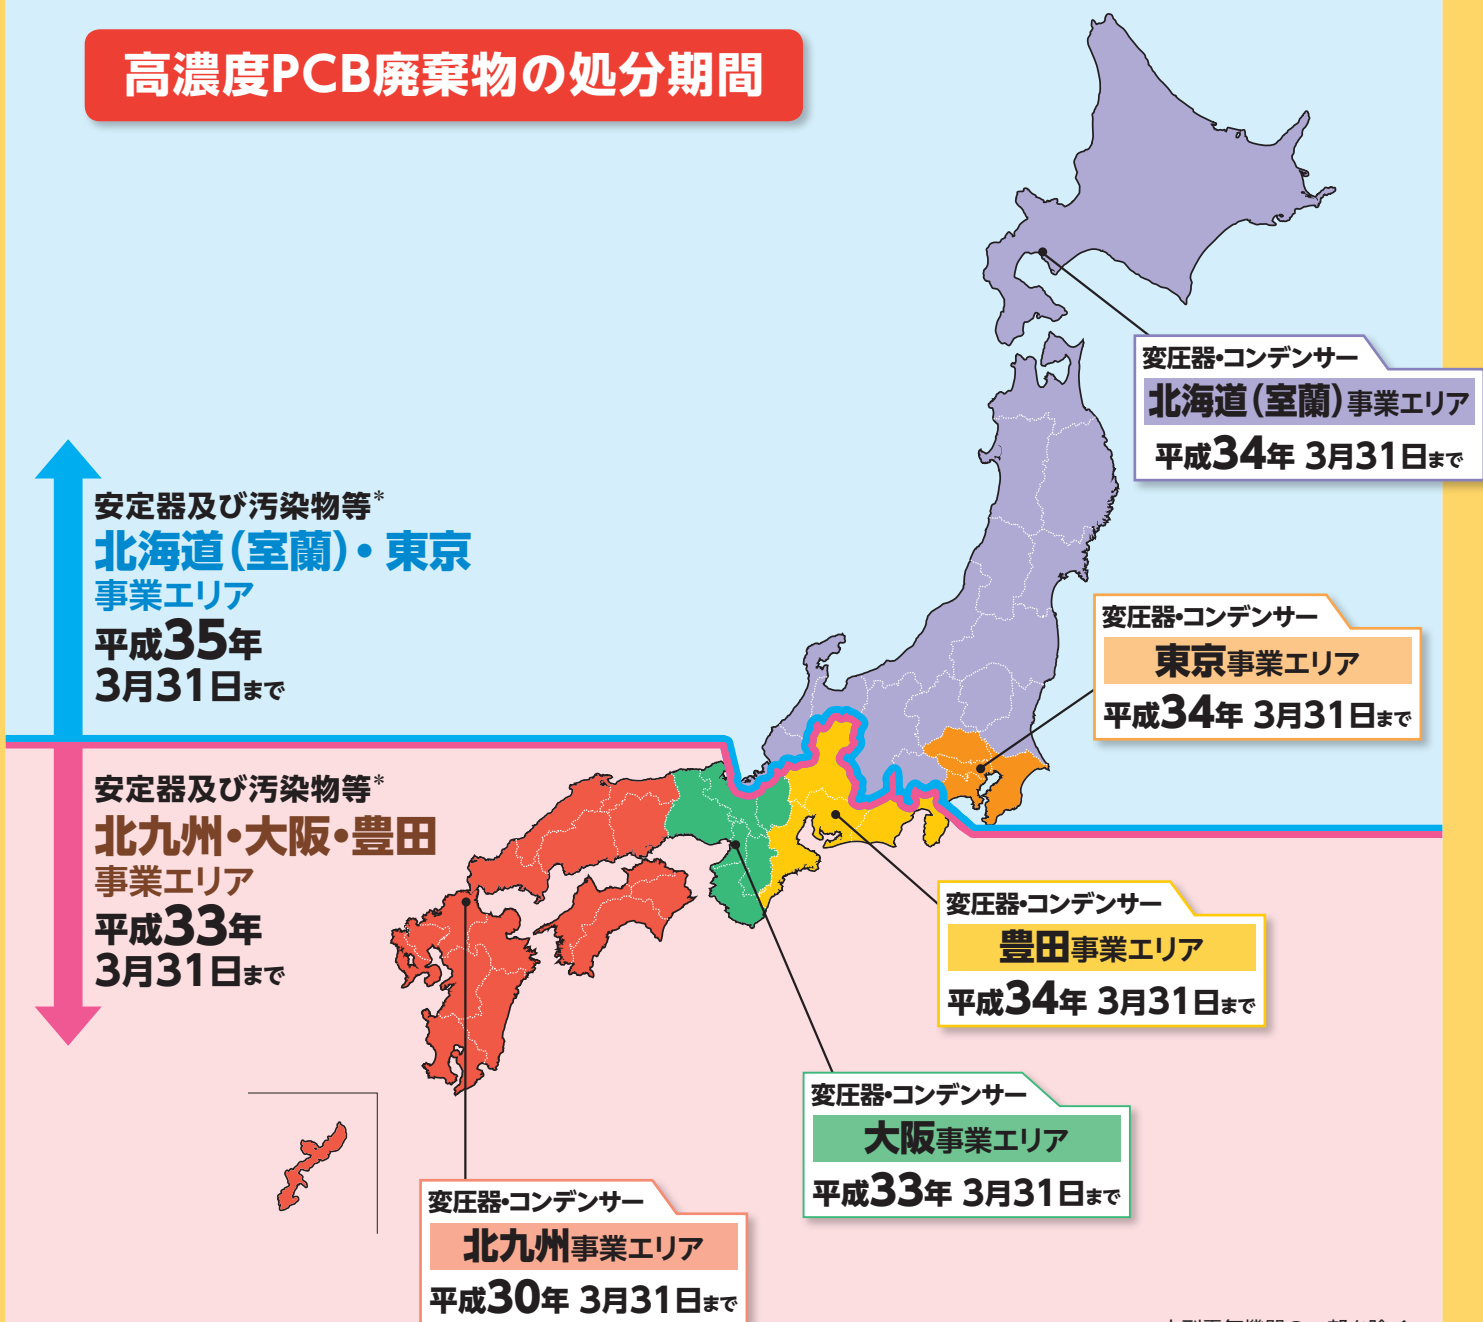 高濃度PCB廃棄物の処分期間
変圧器・コンデンサー
北海道(室蘭)事業エリア
平成34年 3月31日まで
安定器及び汚染物等*
北海道(室蘭)・東京
事業エリア
平成35年
3月31日まで
変圧器・コンデンサー
東京事業エリア
平成34年 3月31日まで
安定器及び汚染物等*
北九州・大阪・豊田
事業エリア
平成33年
3月31日まで
変圧器・コンデンサー
豊田事業エリア
平成34年 3月31日まで
変圧器・コンデンサー
大阪事業エリア
平成33年 3月31日まで
変圧器・コンデンサー
北九州事業エリア
平成30年 3月31日まで